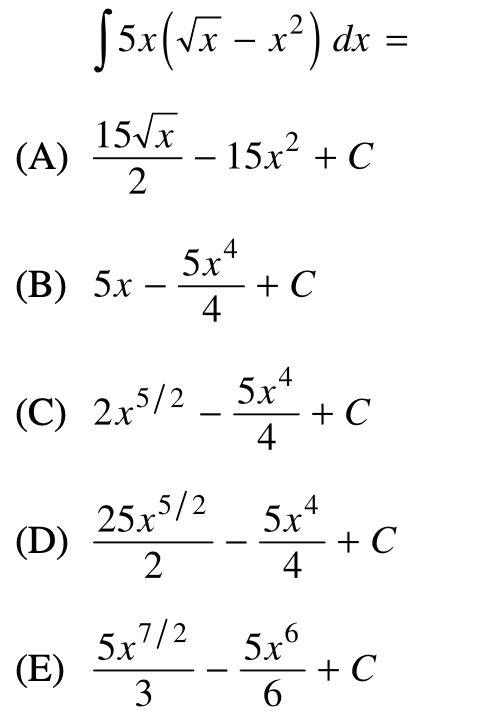 ∫ 5x(√x − x²) dx =
(A) 15√x/2 − 15x² + C
(B) 5x − 5x⁴/4 + C
(C) 2x^{5/2} − 5x⁴/4 + C
(D) 25x^{5/2}/2 − 5x⁴/4 + C
(E) 5x^{7/2}/3 − 5x⁶/6 + C